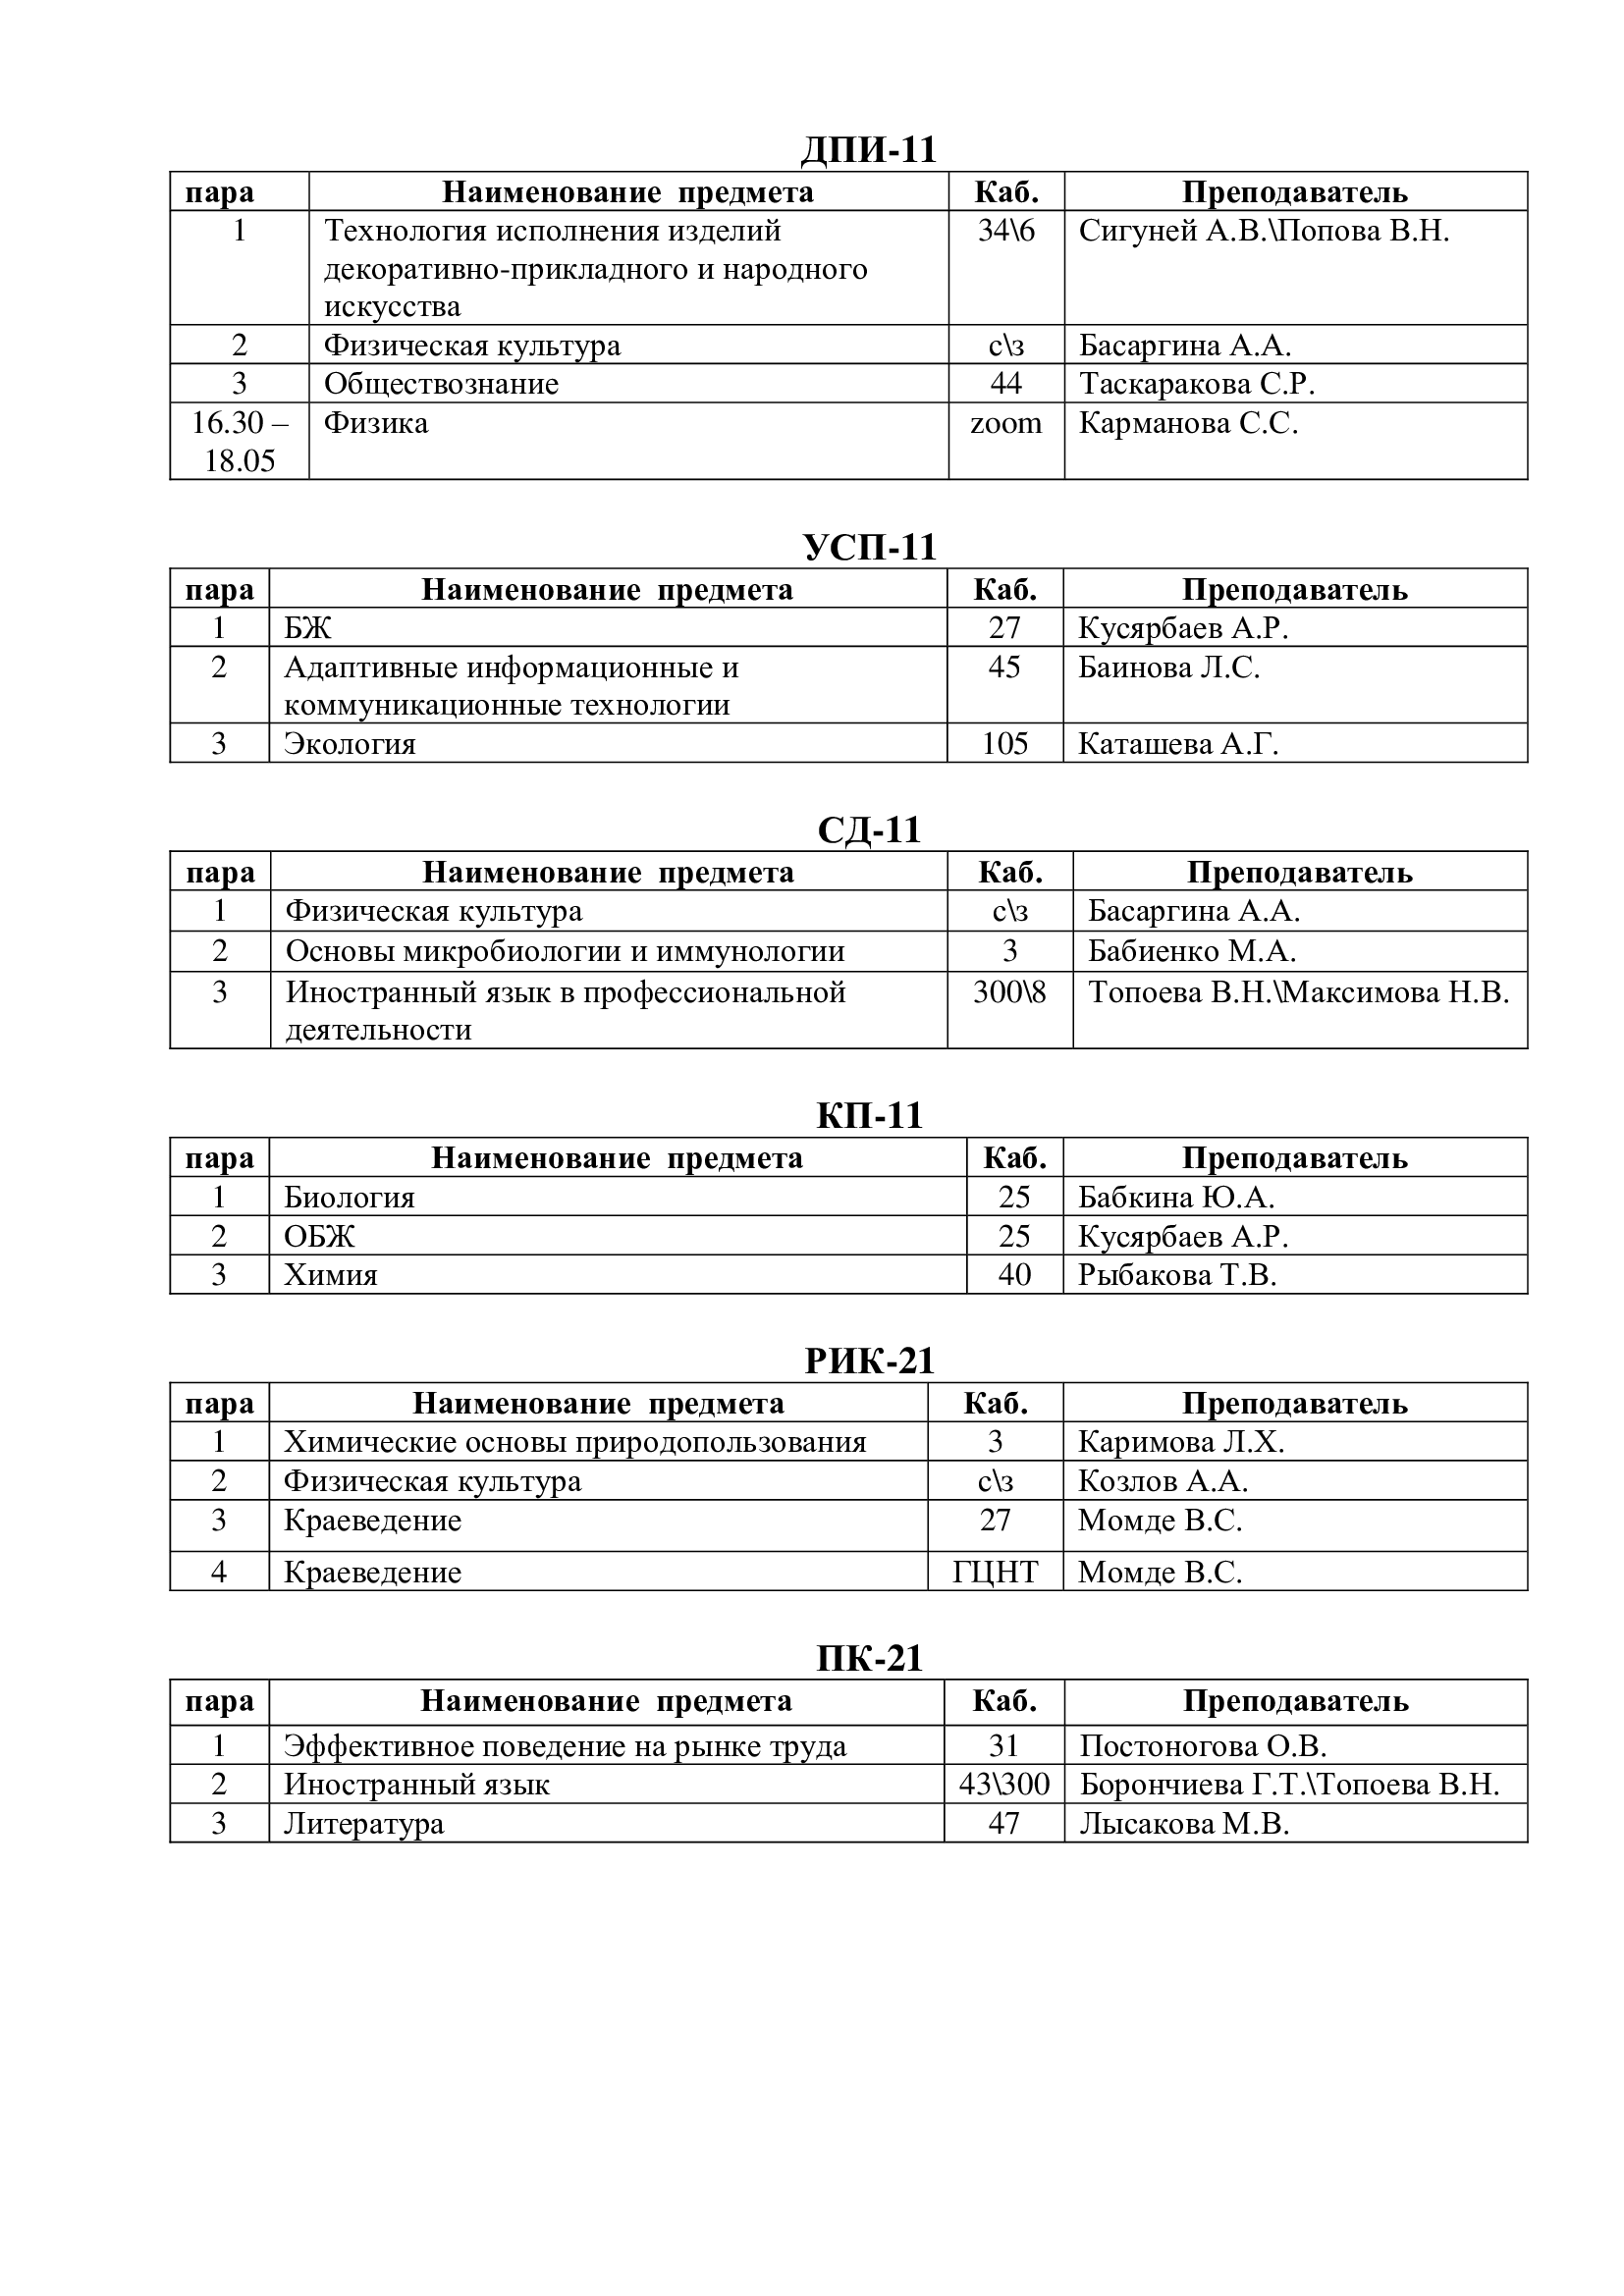 ДПИ-11
пара Наименование предмета Каб. Преподаватель
1 Технология исполнения изделий 34\6 Сигуней А.В.\Попова В.Н.
декоративно-прикладного и народного
искусства
2 Физическая культура с\з Басаргина А.А.
3 Обществознание 44 Таскаракова С.Р.
16.30 – Физика zoom Карманова С.С.
18.05
УСП-11
пара Наименование предмета Каб. Преподаватель
1 БЖ 27 Кусярбаев А.Р.
2 Адаптивные информационные и 45 Баинова Л.С.
коммуникационные технологии
3 Экология 105 Каташева А.Г.
СД-11
пара Наименование предмета Каб. Преподаватель
1 Физическая культура с\з Басаргина А.А.
2 Основы микробиологии и иммунологии 3 Бабиенко М.А.
3 Иностранный язык в профессиональной 300\8 Топоева В.Н.\Максимова Н.В.
деятельности
КП-11
пара Наименование предмета Каб. Преподаватель
1 Биология 25 Бабкина Ю.А.
2 ОБЖ 25 Кусярбаев А.Р.
3 Химия 40 Рыбакова Т.В.
РИК-21
пара Наименование предмета Каб. Преподаватель
1 Химические основы природопользования 3 Каримова Л.Х.
2 Физическая культура с\з Козлов А.А.
3 Краеведение 27 Момде В.С.
4 Краеведение ГЦНТ Момде В.С.
ПК-21
пара Наименование предмета Каб. Преподаватель
1 Эффективное поведение на рынке труда 31 Постоногова О.В.
2 Иностранный язык 43\300 Борончиева Г.Т.\Топоева В.Н.
3 Литература 47 Лысакова М.В.